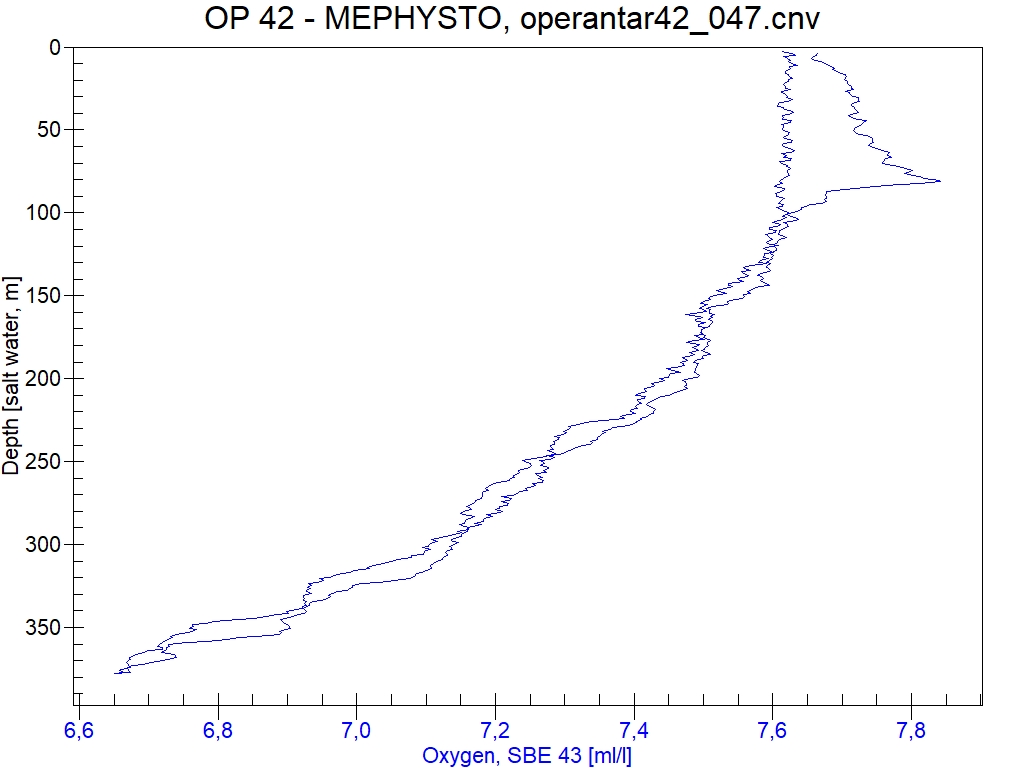 OP 42 - MEPHYSTO, operantar42_047.cnv
0
50
100
150
200
250
300
350
Depth [salt water, m]
6,6 6,8 7,0 7,2 7,4 7,6 7,8
Oxygen, SBE 43 [ml/l]